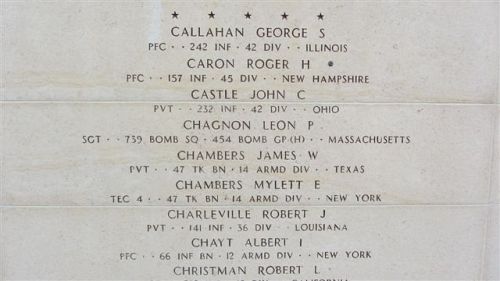 CALLAHAN GEORGE S
PFC · · 242 INF · 42 DIV · · ILLINOIS
CARON ROGER H
PFC · · 157 INF · 45 DIV · · NEW HAMPSHIRE
CASTLE JOHN C
PVT · · 232 INF · 42 DIV · · OHIO
CHAGNON LEON P
SGT · · 739 BOMB SQ · 454 BOMB GP (H) · · MASSACHUSETTS
CHAMBERS JAMES W
PVT · · 47 TK BN · 14 ARMD DIV · · TEXAS
CHAMBERS MYLETT E
TEC 4 · · 47 TK BN · 14 ARMD DIV · · NEW YORK
CHARLEVILLE ROBERT J
PVT · · 141 INF · 36 DIV · · LOUISIANA
CHAYT ALBERT I
PFC · · 66 INF BN · 12 ARMD DIV · · NEW YORK
CHRISTMAN ROBERT L